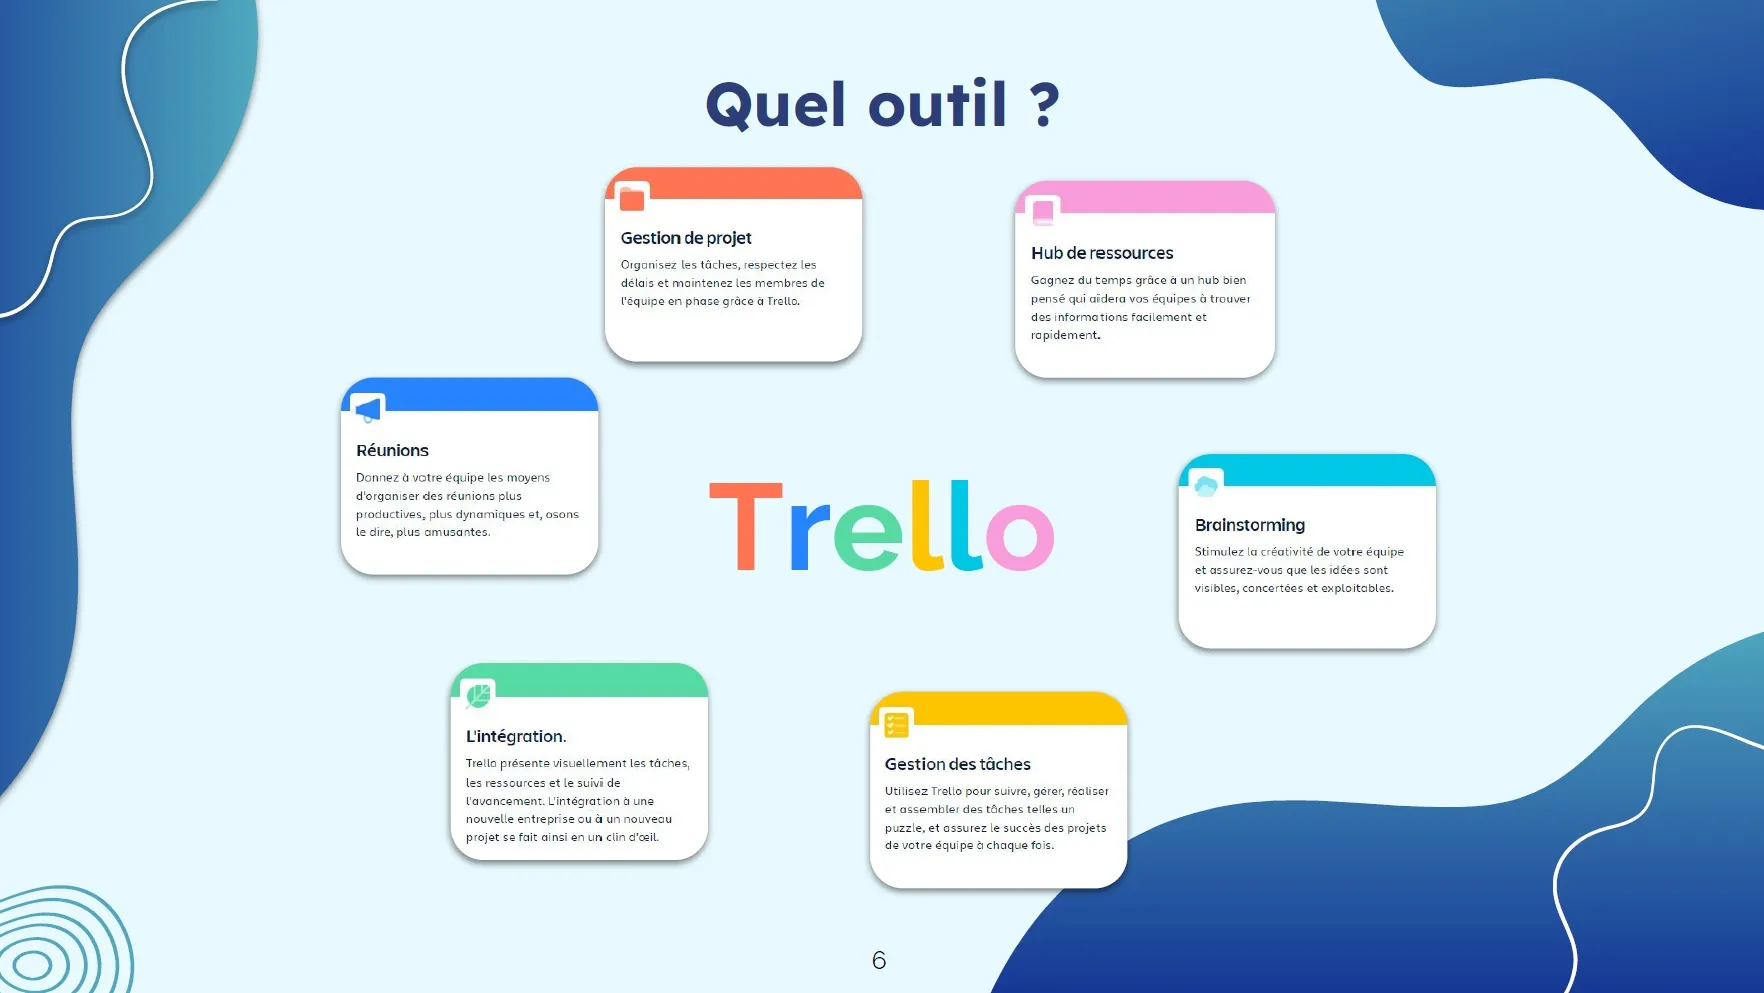 Quel outil ?
Gestion de projet
Organisez les tâches, respectez les
délais et maintenez les membres de
l'équipe en phase grâce à Trello.
Hub de ressources
Gagnez du temps grâce à un hub bien
pensé qui aidera vos équipes à trouver
des informations facilement et
rapidement.
Réunions
Donnez à votre équipe les moyens
d'organiser des réunions plus
productives, plus dynamiques et, osons
le dire, plus amusantes.
Trello
Brainstorming
Stimulez la créativité de votre équipe
et assurez-vous que les idées sont
visibles, concertées et exploitables.
L'intégration.
Trello présente visuellement les tâches,
les ressources et le suivi de
l'avancement. L'intégration à une
nouvelle entreprise ou à un nouveau
projet se fait ainsi en un clin d'œil.
Gestion des tâches
Utilisez Trello pour suivre, gérer, réaliser
et assembler des tâches telles un
puzzle, et assurez le succès des projets
de votre équipe à chaque fois.
6